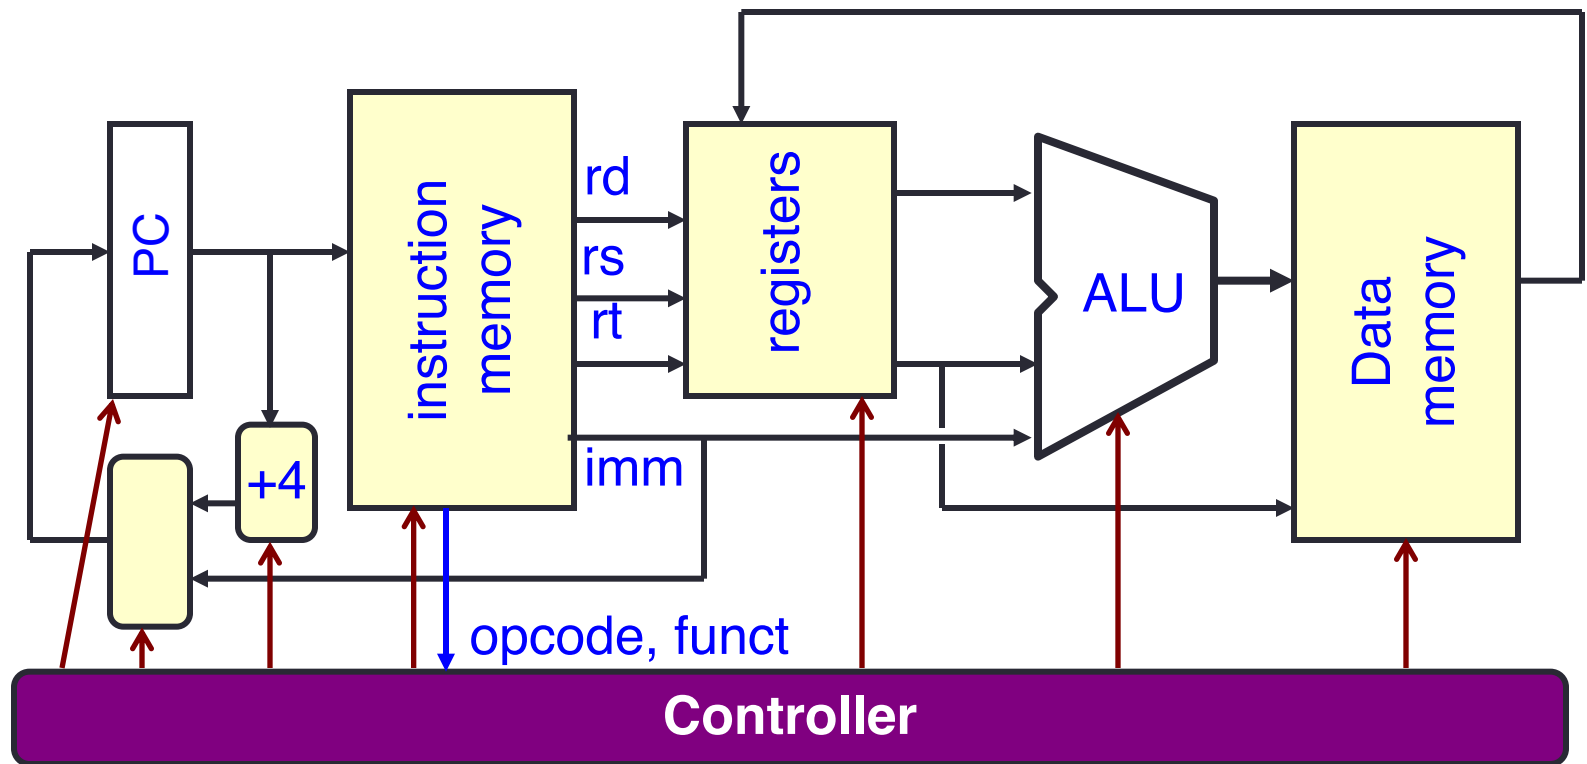 PC
+4
instruction
memory
rd
rs
rt
imm
registers
ALU
Data
memory
opcode, funct
Controller